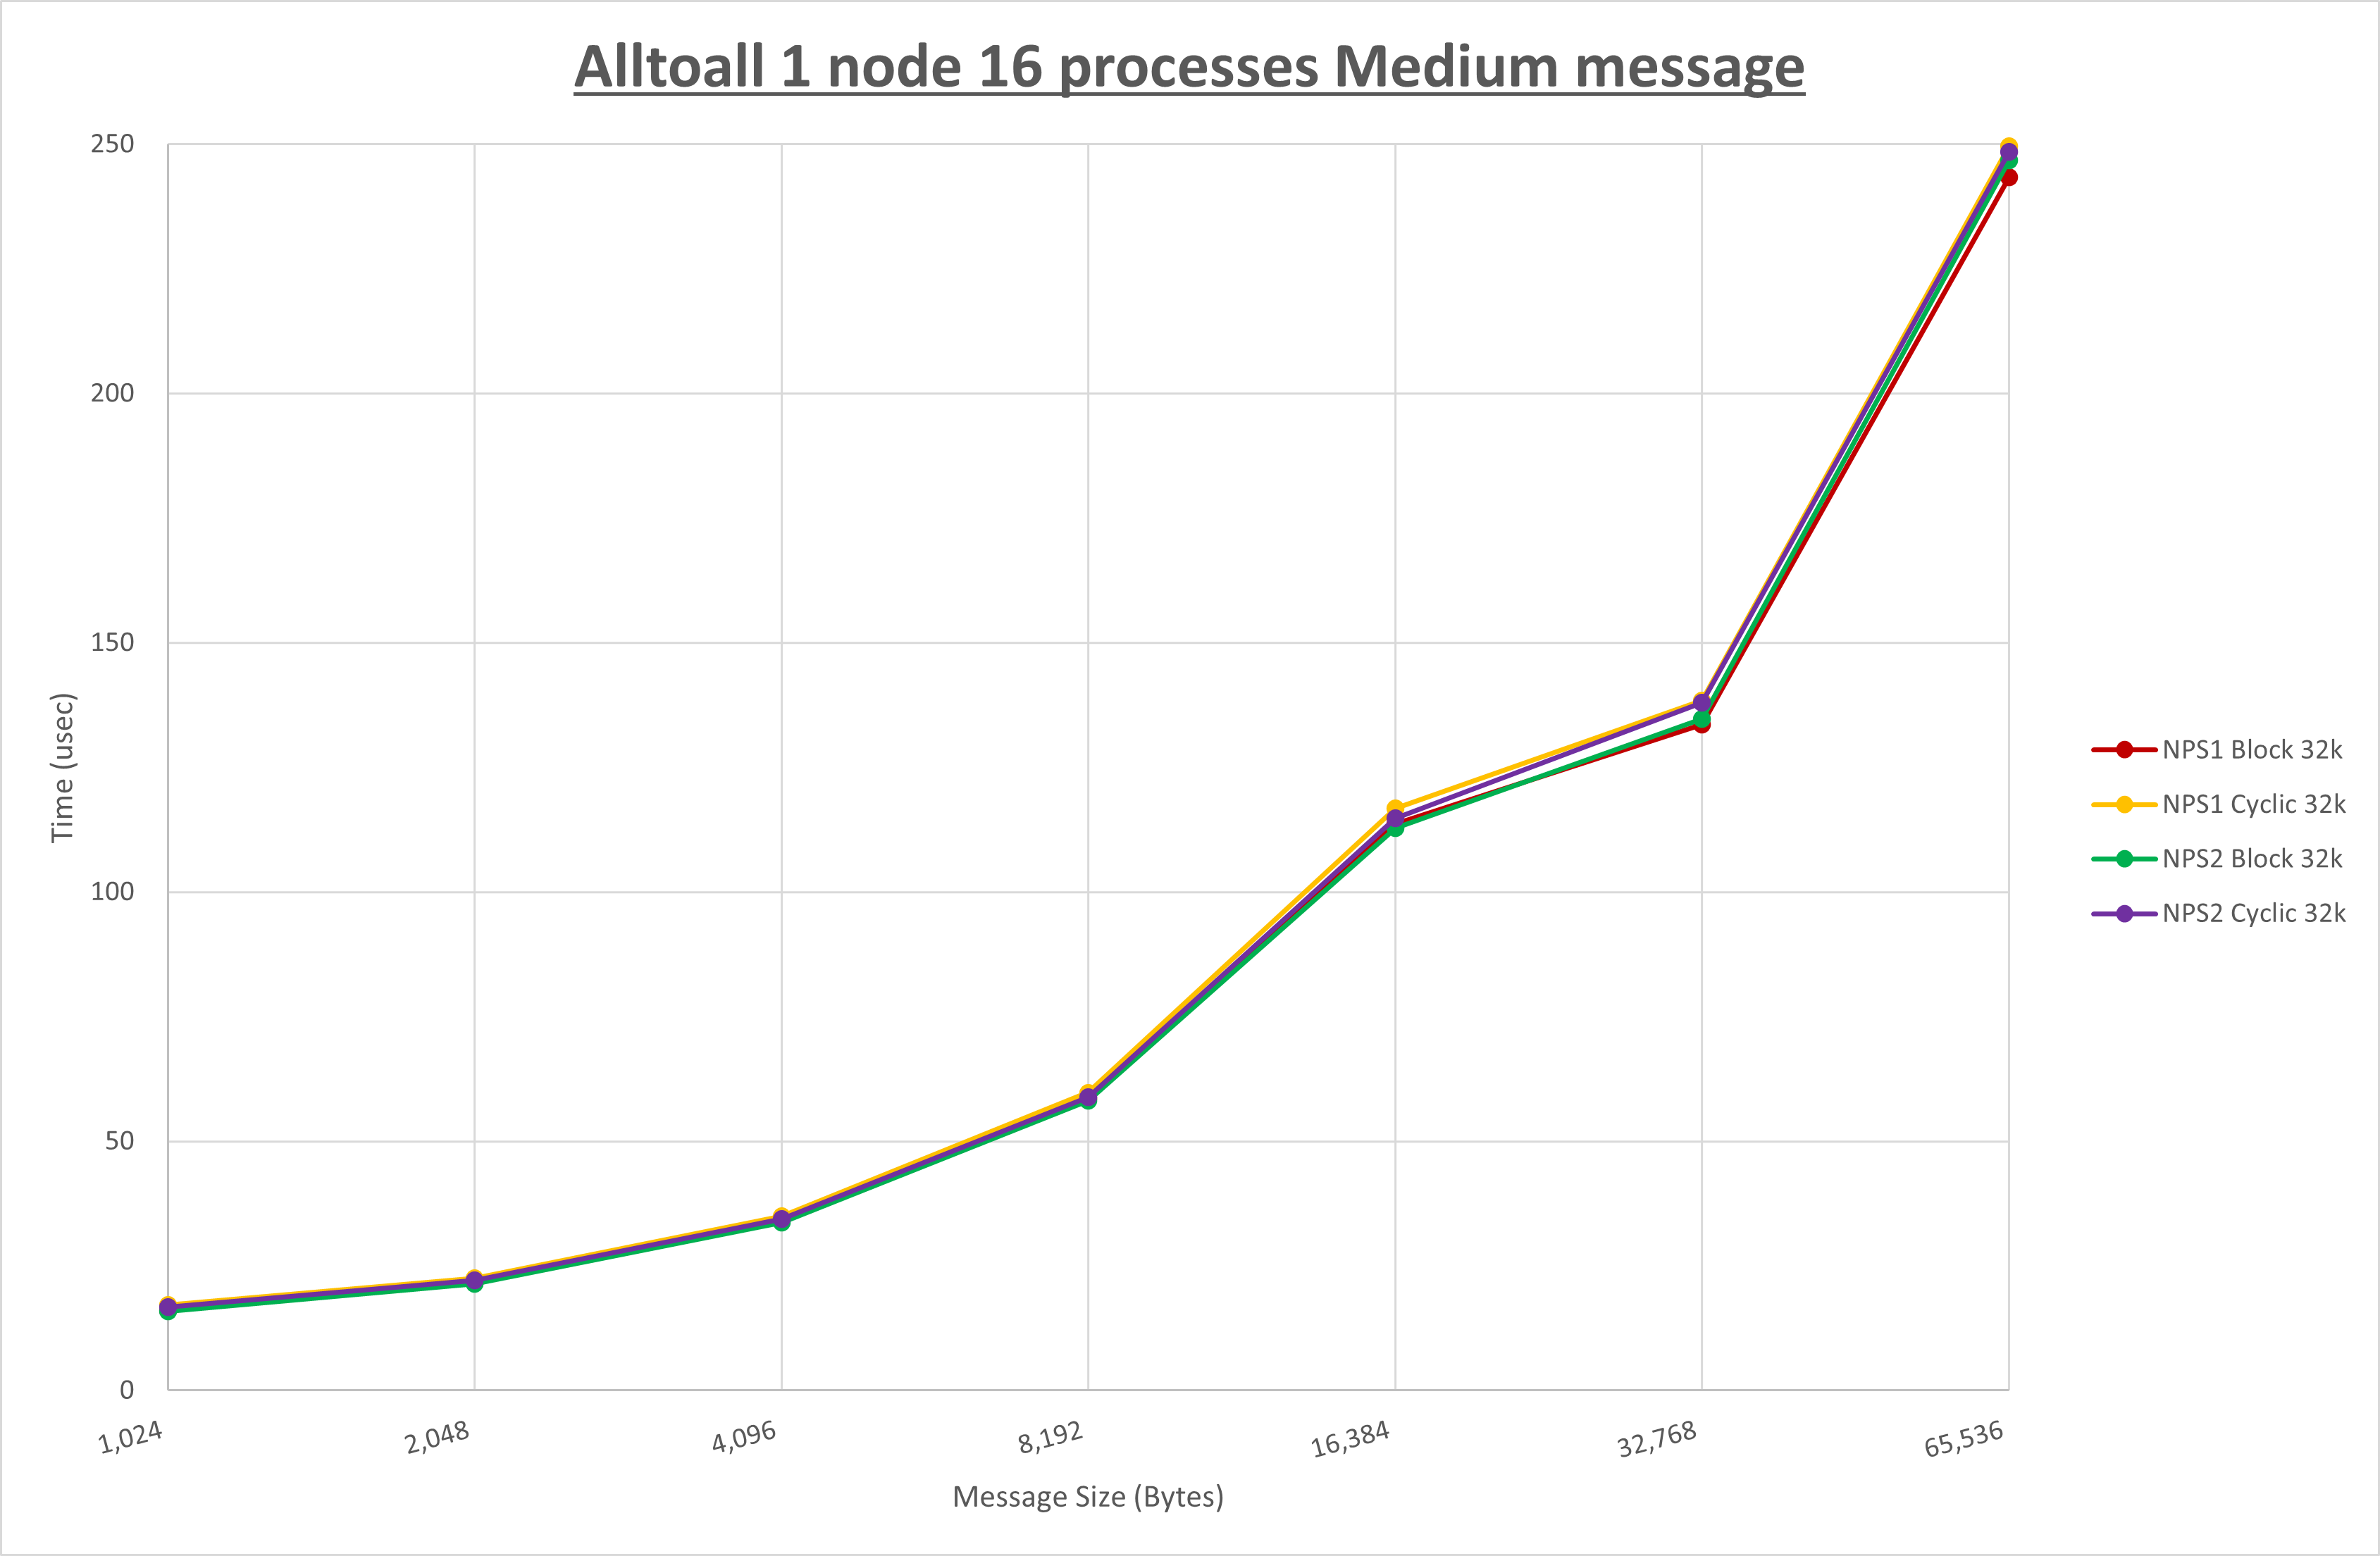 Alltoall 1 node 16 processes Medium message
250
200
150
100
50
0
Time (usec)
1,024
2,048
4,096
8,192
16,384
32,768
65,536
Message Size (Bytes)
NPS1 Block 32k
NPS1 Cyclic 32k
NPS2 Block 32k
NPS2 Cyclic 32k